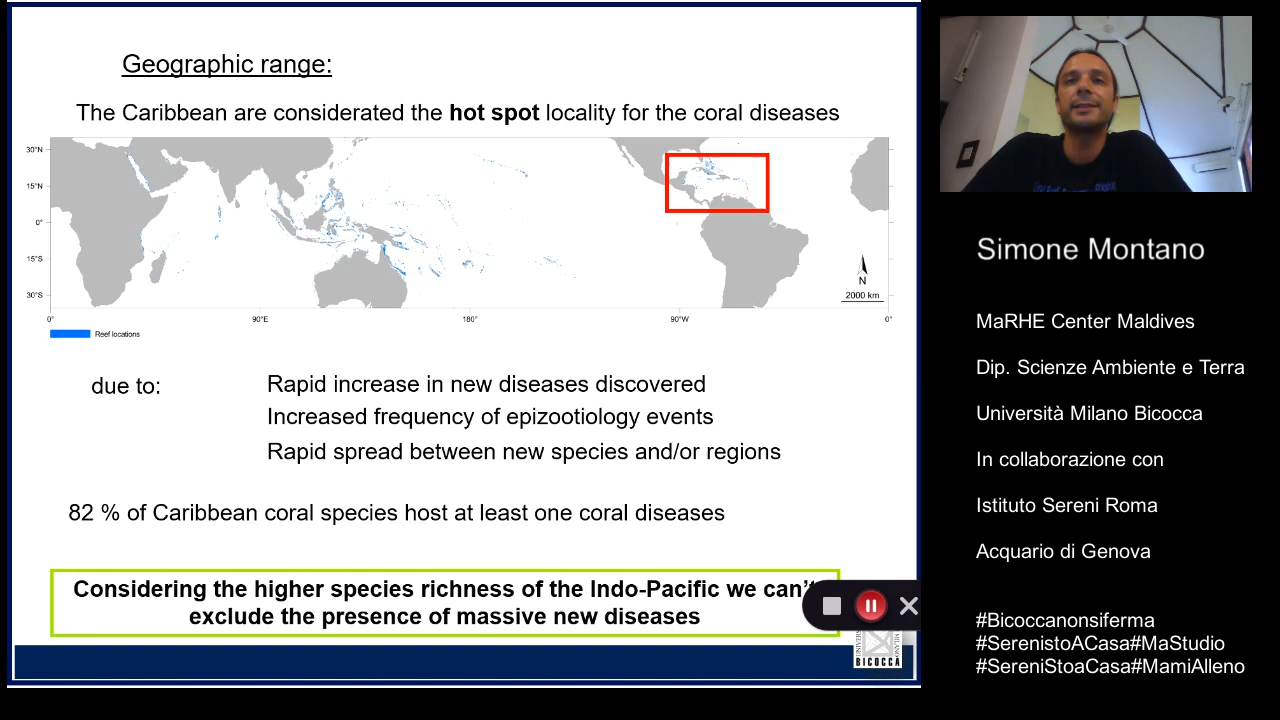 Geographic range:
The Caribbean are considerated the hot spot locality for the coral diseases
30°N
15°N
0°
15°S
30°S
N
2000 km
0°
90°E
180°
90°W
0°
Reef locations
due to:
Rapid increase in new diseases discovered
Increased frequency of epizootiology events
Rapid spread between new species and/or regions
82 % of Caribbean coral species host at least one coral diseases
Considering the higher species richness of the Indo-Pacific we can't
exclude the presence of massive new diseases
BICOCCA
Simone Montano
MaRHE Center Maldives
Dip. Scienze Ambiente e Terra
Università Milano Bicocca
In collaborazione con
Istituto Sereni Roma
Acquario di Genova
#Bicoccanonsiferma
#SerenistoACasa#MaStudio
#SereniStoaCasa#MamiAlleno